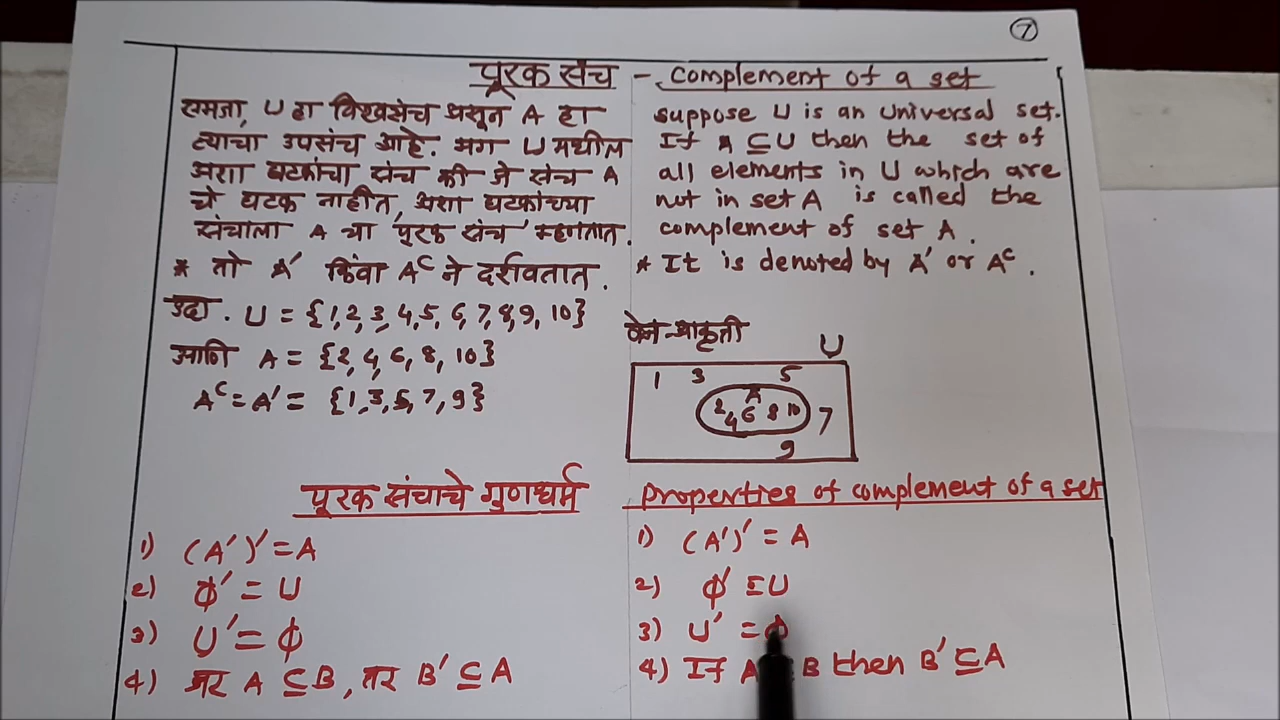 7
पूरक संच - Complement of a set
समजा, U हा विश्वसंच असून A हा
त्याचा उपसंच आहे. मग U मधील
अशा घटकांचा संच की जे संच A
चे घटक नाहीत, अशा घटकांच्या
संचाला A चा पूरक संच म्हणतात.
* तो A′ किंवा Aᶜ ने दर्शवतात.
उदा. U = {1,2,3,4,5,6,7,8,9,10}
आणि A = {2,4,6,8,10}
Aᶜ = A′ = {1,3,5,7,9}
suppose U is an universal set.
If A ⊆ U then the set of
all elements in U which are
not in set A is called the
complement of set A.
* It is denoted by A′ or Aᶜ.
वेन आकृती
U
1 3 5
A
2 4 6 8 10 7
9
पूरक संचाचे गुणधर्म
1) (A′)′ = A
2) ϕ′ = U
3) U′ = ϕ
4) जर A ⊆ B, तर B′ ⊆ A
Properties of complement of a set
1) (A′)′ = A
2) ϕ′ = U
3) U′ = ϕ
4) If A B then B′ ⊆ A